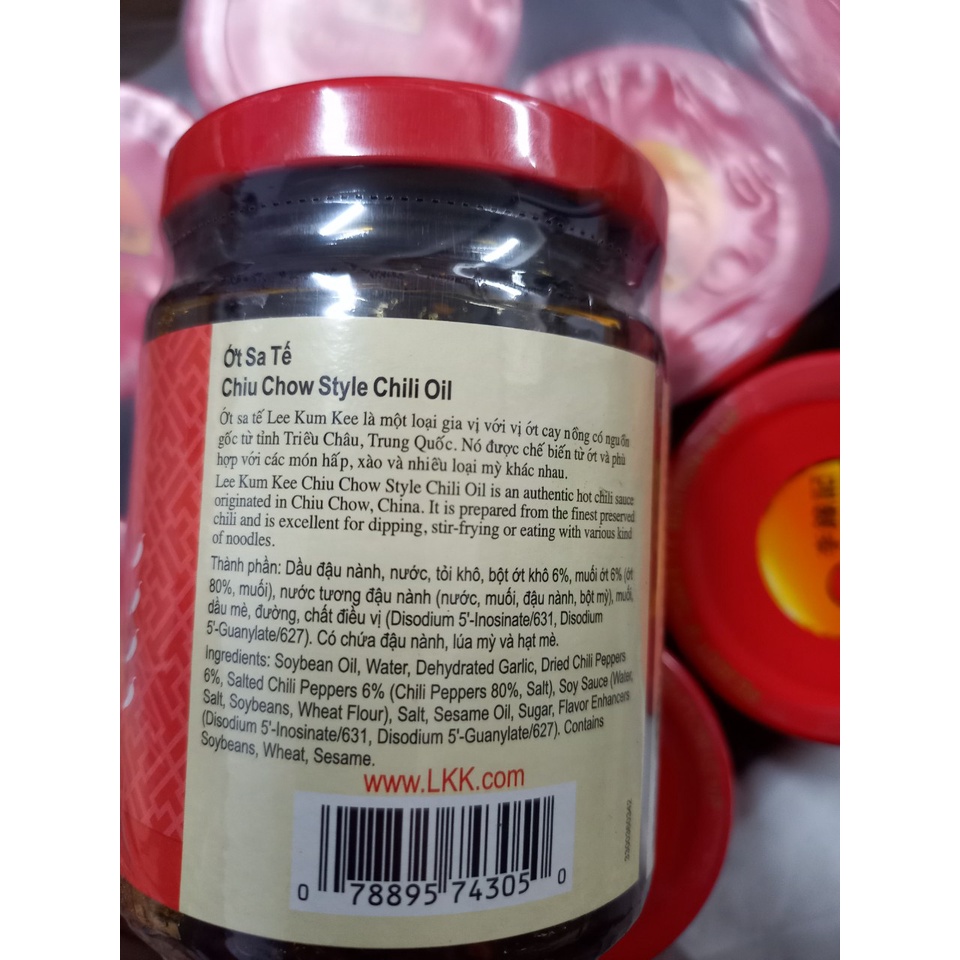 Ớt Sa Tế
Chiu Chow Style Chili Oil
Ớt sa tế Lee Kum Kee là một loại gia vị với vị ớt cay nồng có nguồn
gốc từ tỉnh Triều Châu, Trung Quốc. Nó được chế biến từ ớt và phù
hợp với các món hấp, xào và nhiều loại mỳ khác nhau.
Lee Kum Kee Chiu Chow Style Chili Oil is an authentic hot chili sauce
originated in Chiu Chow, China. It is prepared from the finest preserved
chili and is excellent for dipping, stir-frying or eating with various kind
of noodles.
Thành phần: Dầu đậu nành, nước, tỏi khô, bột ớt khô 6%, muối ớt 6% (ớt
80%, muối), nước tương đậu nành (nước, muối, đậu nành, bột mỳ), muối,
dầu mè, đường, chất điều vị (Disodium 5'-Inosinate/631, Disodium
5'-Guanylate/627). Có chứa đậu nành, lúa mỳ và hạt mè.
Ingredients: Soybean Oil, Water, Dehydrated Garlic, Dried Chili Peppers
6%, Salted Chili Peppers 6% (Chili Peppers 80%, Salt), Soy Sauce (Water,
Salt, Soybeans, Wheat Flour), Salt, Sesame Oil, Sugar, Flavor Enhancers
(Disodium 5'-Inosinate/631, Disodium 5'-Guanylate/627). Contains
Soybeans, Wheat, Sesame.
www.LKK.com
0 78895 74305 0
李錦記